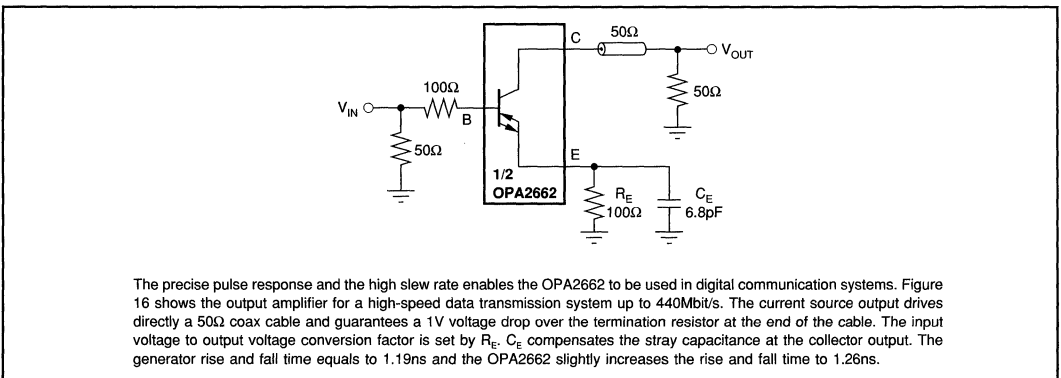 C
50Ω
V_OUT
100Ω
V_IN
B
50Ω
50Ω
E
1/2
OPA2662
R_E
100Ω
C_E
6.8pF
The precise pulse response and the high slew rate enables the OPA2662 to be used in digital communication systems. Figure
16 shows the output amplifier for a high-speed data transmission system up to 440Mbit/s. The current source output drives
directly a 50Ω coax cable and guarantees a 1V voltage drop over the termination resistor at the end of the cable. The input
voltage to output voltage conversion factor is set by R_E. C_E compensates the stray capacitance at the collector output. The
generator rise and fall time equals to 1.19ns and the OPA2662 slightly increases the rise and fall time to 1.26ns.